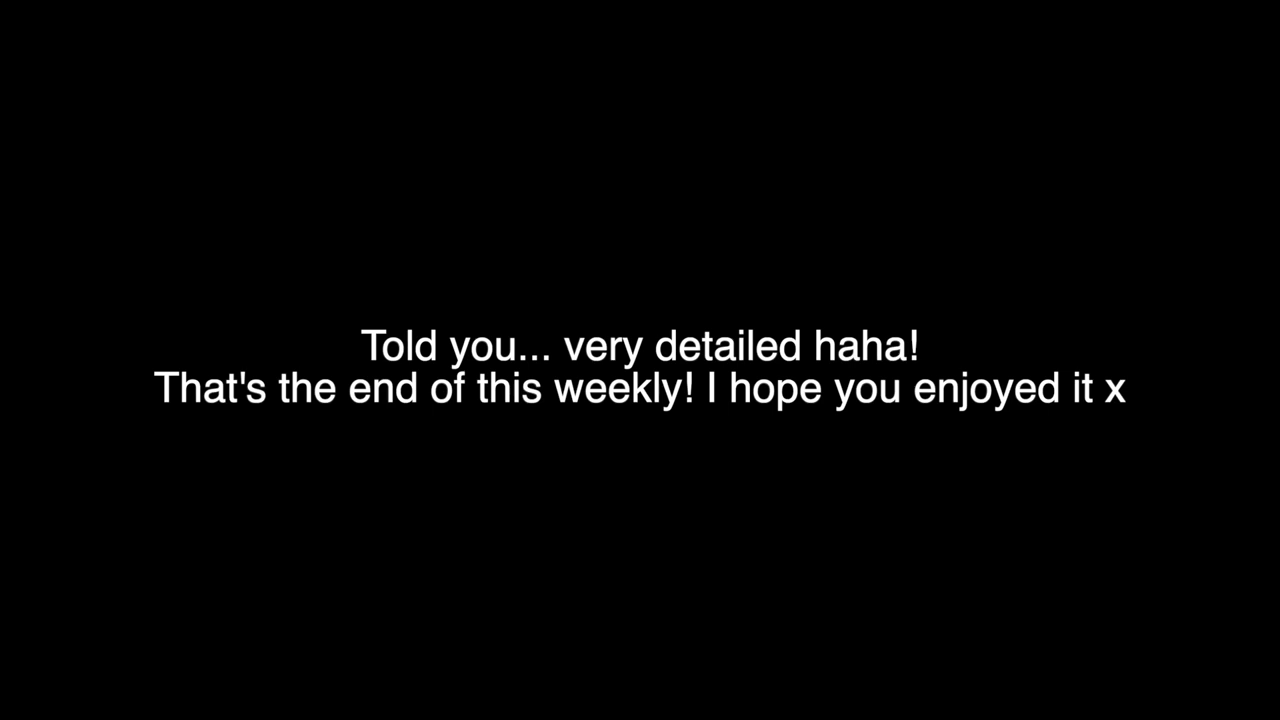 Told you... very detailed haha!
That's the end of this weekly! I hope you enjoyed it x